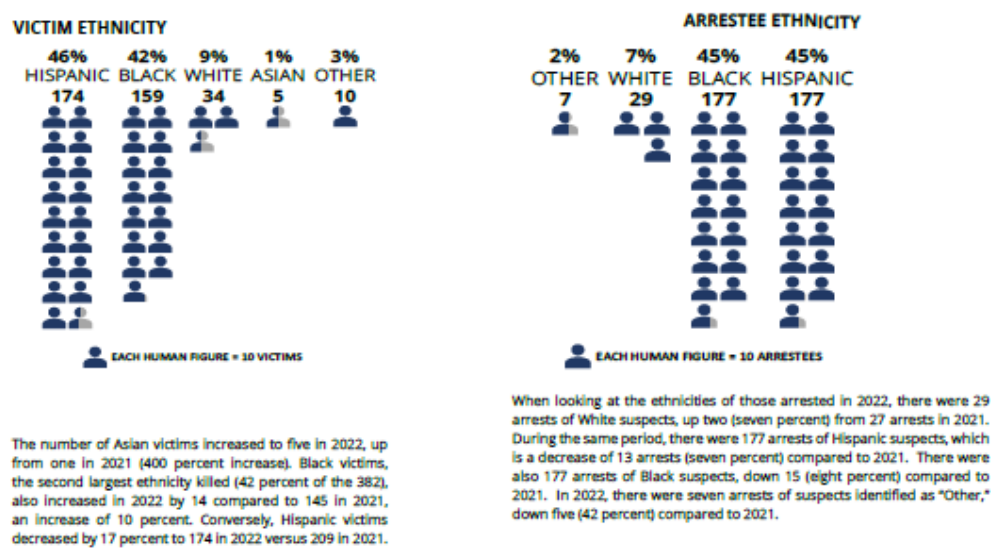 VICTIM ETHNICITY
46% 42% 9% 1% 3%
HISPANIC BLACK WHITE ASIAN OTHER
174 159 34 5 10
EACH HUMAN FIGURE = 10 VICTIMS
The number of Asian victims increased to five in 2022, up
from one in 2021 (400 percent increase). Black victims,
the second largest ethnicity killed (42 percent of the 382),
also increased in 2022 by 14 compared to 145 in 2021,
an increase of 10 percent. Conversely, Hispanic victims
decreased by 17 percent to 174 in 2022 versus 209 in 2021.
ARRESTEE ETHNICITY
2% 7% 45% 45%
OTHER WHITE BLACK HISPANIC
7 29 177 177
EACH HUMAN FIGURE = 10 ARRESTEES
When looking at the ethnicities of those arrested in 2022, there were 29
arrests of White suspects, up two (seven percent) from 27 arrests in 2021.
During the same period, there were 177 arrests of Hispanic suspects, which
is a decrease of 13 arrests (seven percent) compared to 2021. There were
also 177 arrests of Black suspects, down 15 (eight percent) compared to
2021. In 2022, there were seven arrests of suspects identified as "Other,"
down five (42 percent) compared to 2021.